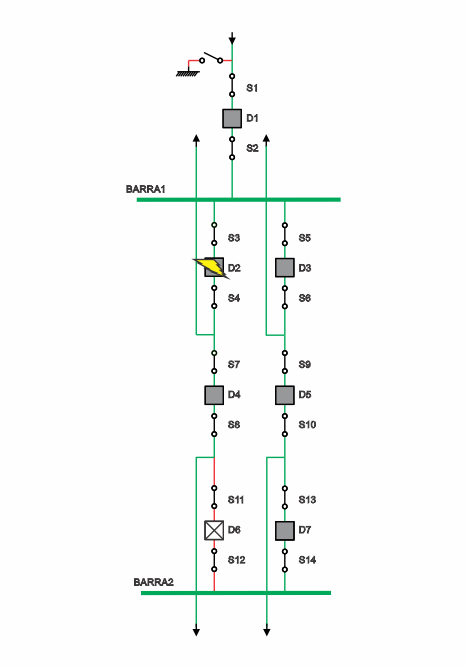 S1
D1
S2
BARRA1
S3 S5
D2 D3
S4 S6
S7 S9
D4 D5
S8 S10
S11 S13
D6 D7
S12 S14
BARRA2